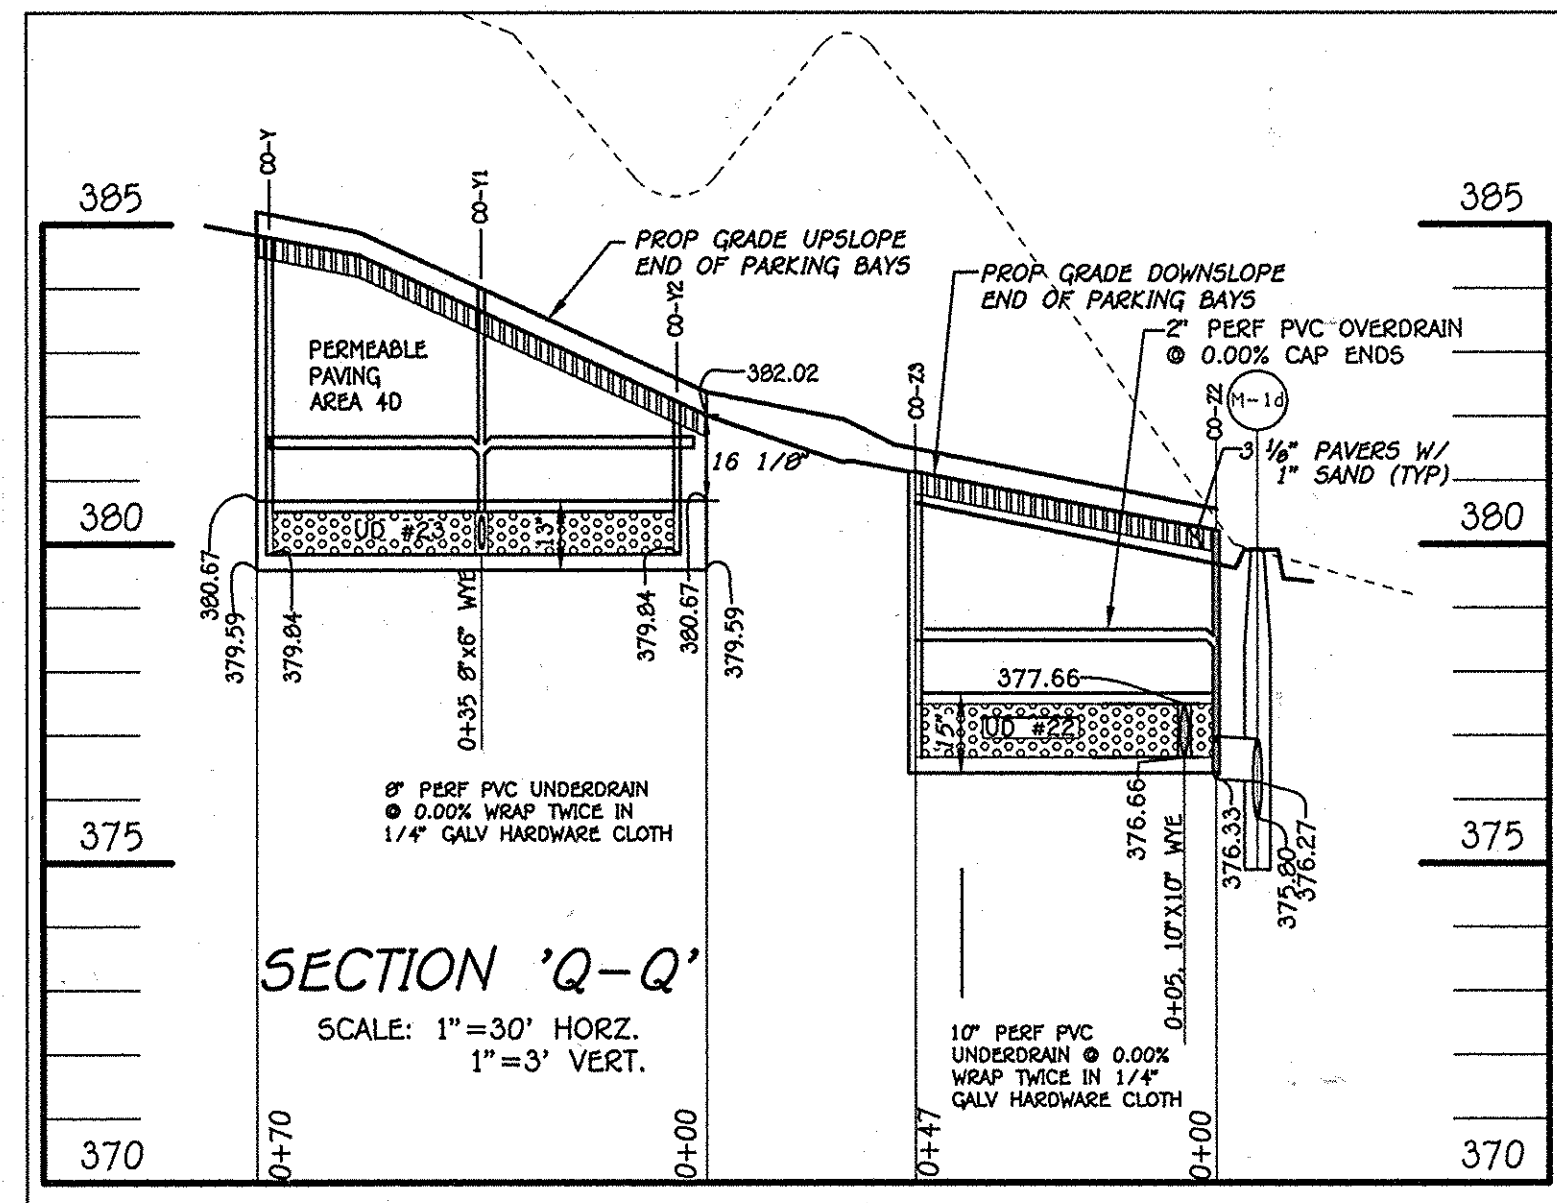 385
385
CO-Y
CO-Y1
CO-Y2
PROP GRADE UPSLOPE
END OF PARKING BAYS
PROP GRADE DOWNSLOPE
END OF PARKING BAYS
2" PERF PVC OVERDRAIN
@ 0.00% CAP ENDS
PERMEABLE
PAVING
AREA 4D
382.02
CO-Z3
CO-Z2
M-1d
3 1/8" PAVERS W/
1" SAND (TYP)
16 1/8"
380
380
UD #23
13"
380.67
379.59
379.84
0+35 8"x6" WYE
379.84
380.67
379.59
377.66
UD #22
15"
8" PERF PVC UNDERDRAIN
@ 0.00% WRAP TWICE IN
1/4" GALV HARDWARE CLOTH
375
375
376.66
0+05, 10"X10" WYE
376.33
375.80
376.27
SECTION 'Q-Q'
SCALE: 1"=30' HORZ.
1"=3' VERT.
10" PERF PVC
UNDERDRAIN @ 0.00%
WRAP TWICE IN 1/4"
GALV HARDWARE CLOTH
370
0+70
0+00
0+47
0+00
370